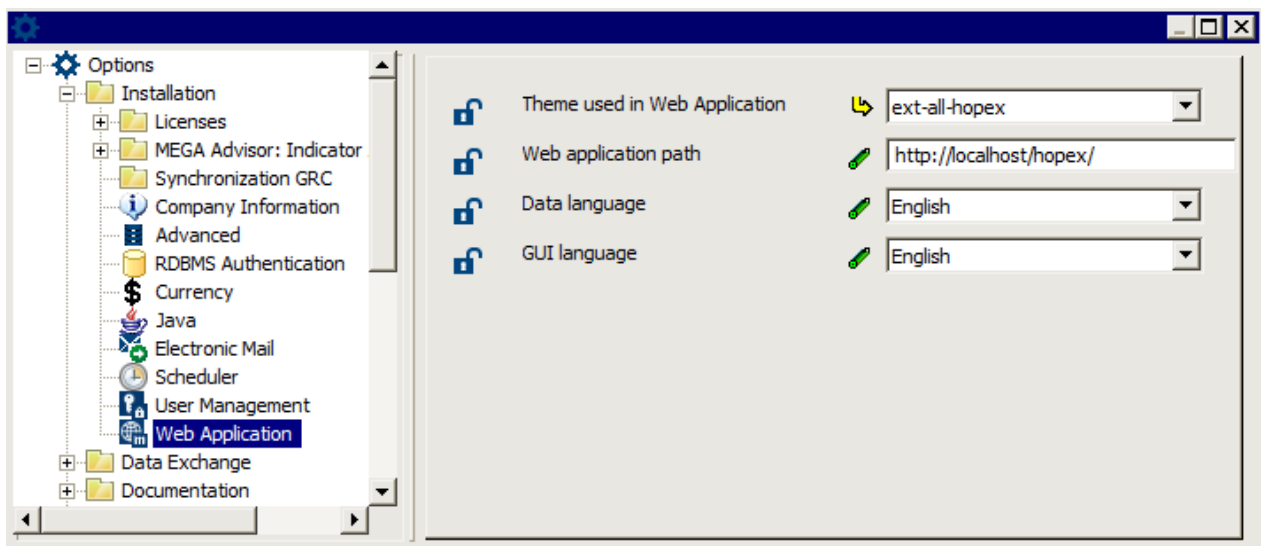 Options
Installation
Licenses
MEGA Advisor: Indicator
Synchronization GRC
Company Information
Advanced
RDBMS Authentication
Currency
Java
Electronic Mail
Scheduler
User Management
Web Application
Data Exchange
Documentation
Theme used in Web Application ext-all-hopex
Web application path http://localhost/hopex/
Data language English
GUI language English